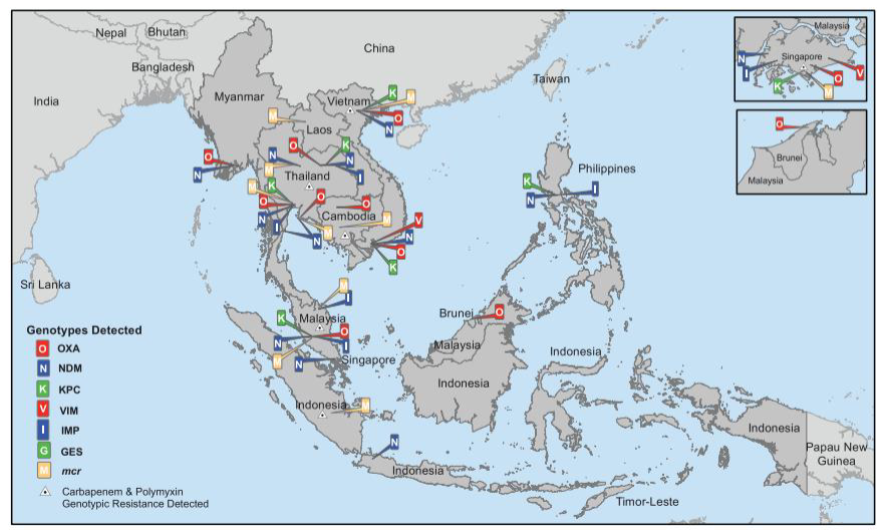 Nepal
Bhutan
China
Malaysia
Singapore
N
I
K
M
O
V
Bangladesh
Taiwan
India
Myanmar
Vietnam
K
M
O
N
M
Laos
O
Brunei
Malaysia
O
N
O
K
N
N
M
I
Thailand
Philippines
K
N
I
M
K
O
N
I
O
O
Cambodia
M
M
N
V
N
O
K
Sri Lanka
M
I
K
Malaysia
O
N
I
M
N
Singapore
Brunei
O
Malaysia
Indonesia
Indonesia
Indonesia
M
N
Indonesia
Indonesia
Papau New
Guinea
Timor-Leste
Genotypes Detected
O OXA
N NDM
K KPC
V VIM
I IMP
G GES
M mcr
Carbapenem & Polymyxin
Genotypic Resistance Detected